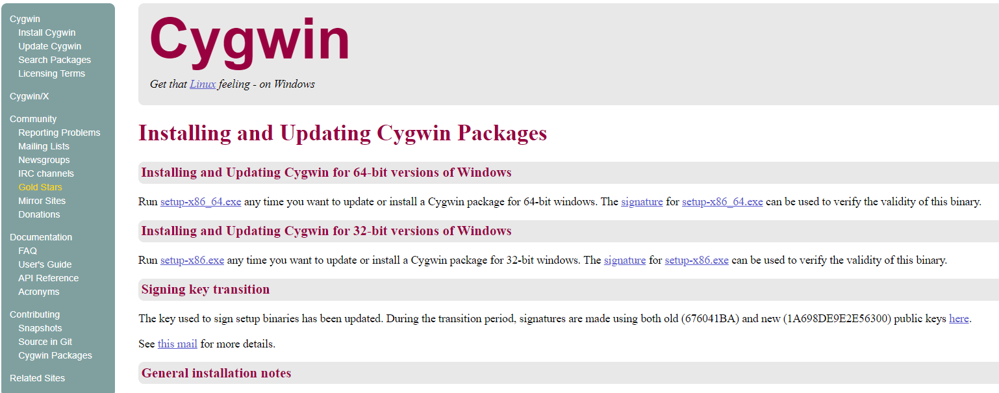 Cygwin
Install Cygwin
Update Cygwin
Search Packages
Licensing Terms
Cygwin/X
Community
Reporting Problems
Mailing Lists
Newsgroups
IRC channels
Gold Stars
Mirror Sites
Donations
Documentation
FAQ
User's Guide
API Reference
Acronyms
Contributing
Snapshots
Source in Git
Cygwin Packages
Related Sites
Cygwin
Get that Linux feeling - on Windows
Installing and Updating Cygwin Packages
Installing and Updating Cygwin for 64-bit versions of Windows
Run setup-x86_64.exe any time you want to update or install a Cygwin package for 64-bit windows. The signature for setup-x86_64.exe can be used to verify the validity of this binary.
Installing and Updating Cygwin for 32-bit versions of Windows
Run setup-x86.exe any time you want to update or install a Cygwin package for 32-bit windows. The signature for setup-x86.exe can be used to verify the validity of this binary.
Signing key transition
The key used to sign setup binaries has been updated. During the transition period, signatures are made using both old (676041BA) and new (1A698DE9E2E56300) public keys here.
See this mail for more details.
General installation notes